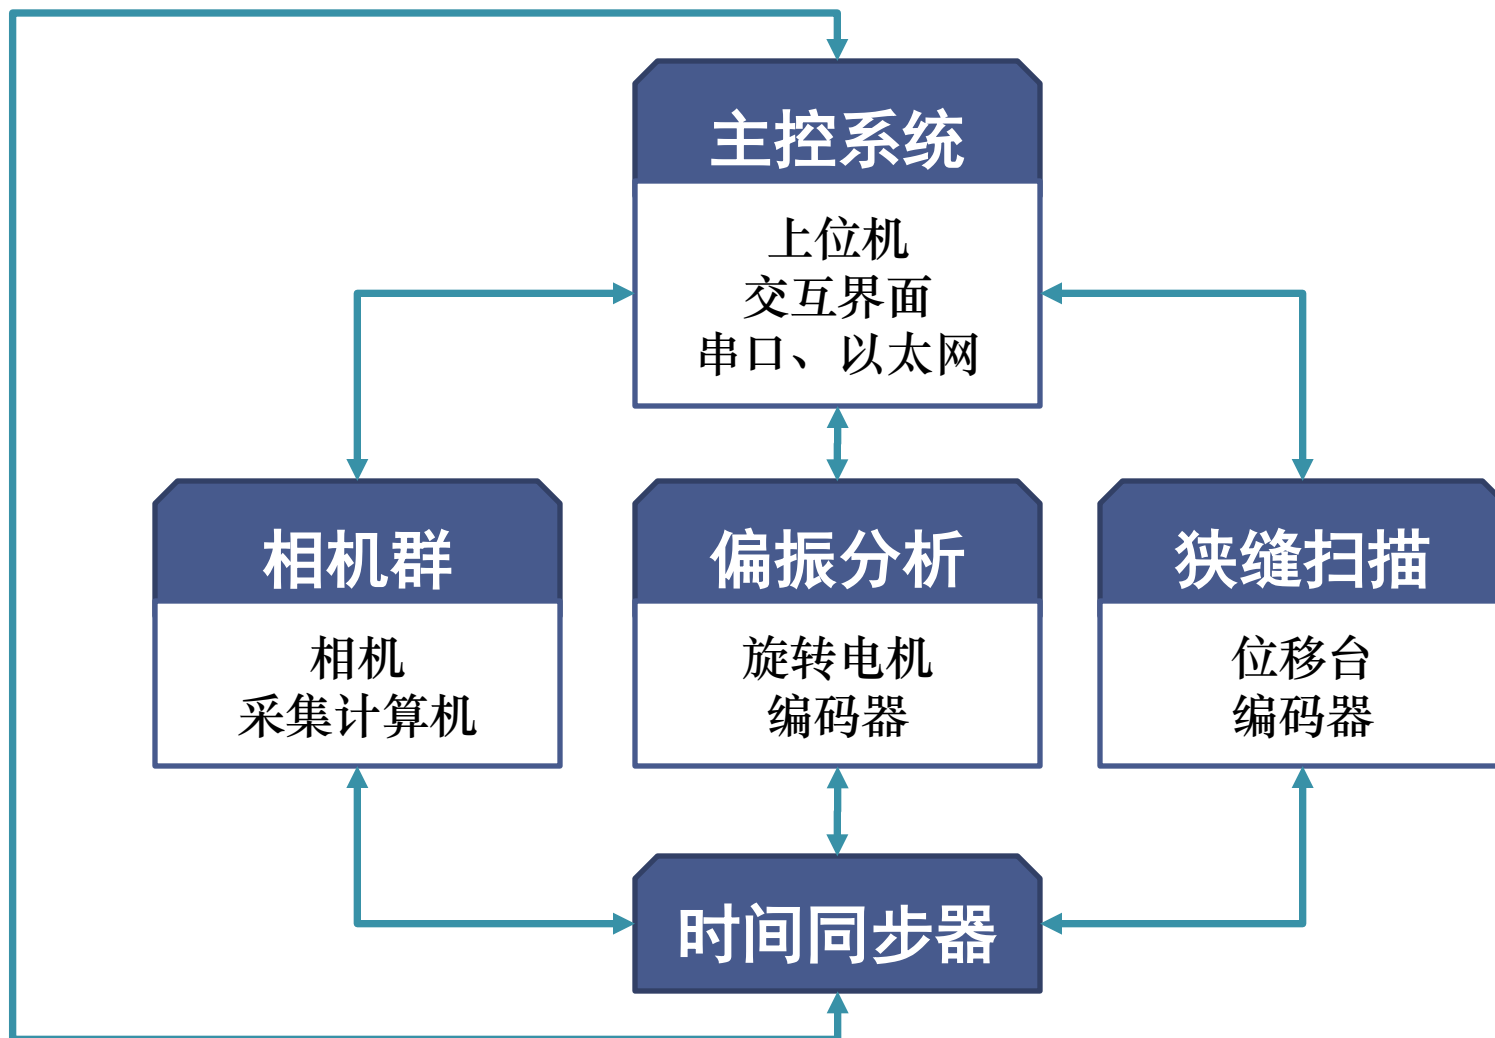 主控系统
上位机
交互界面
串口、以太网
相机群
相机
采集计算机
偏振分析
旋转电机
编码器
狭缝扫描
位移台
编码器
时间同步器